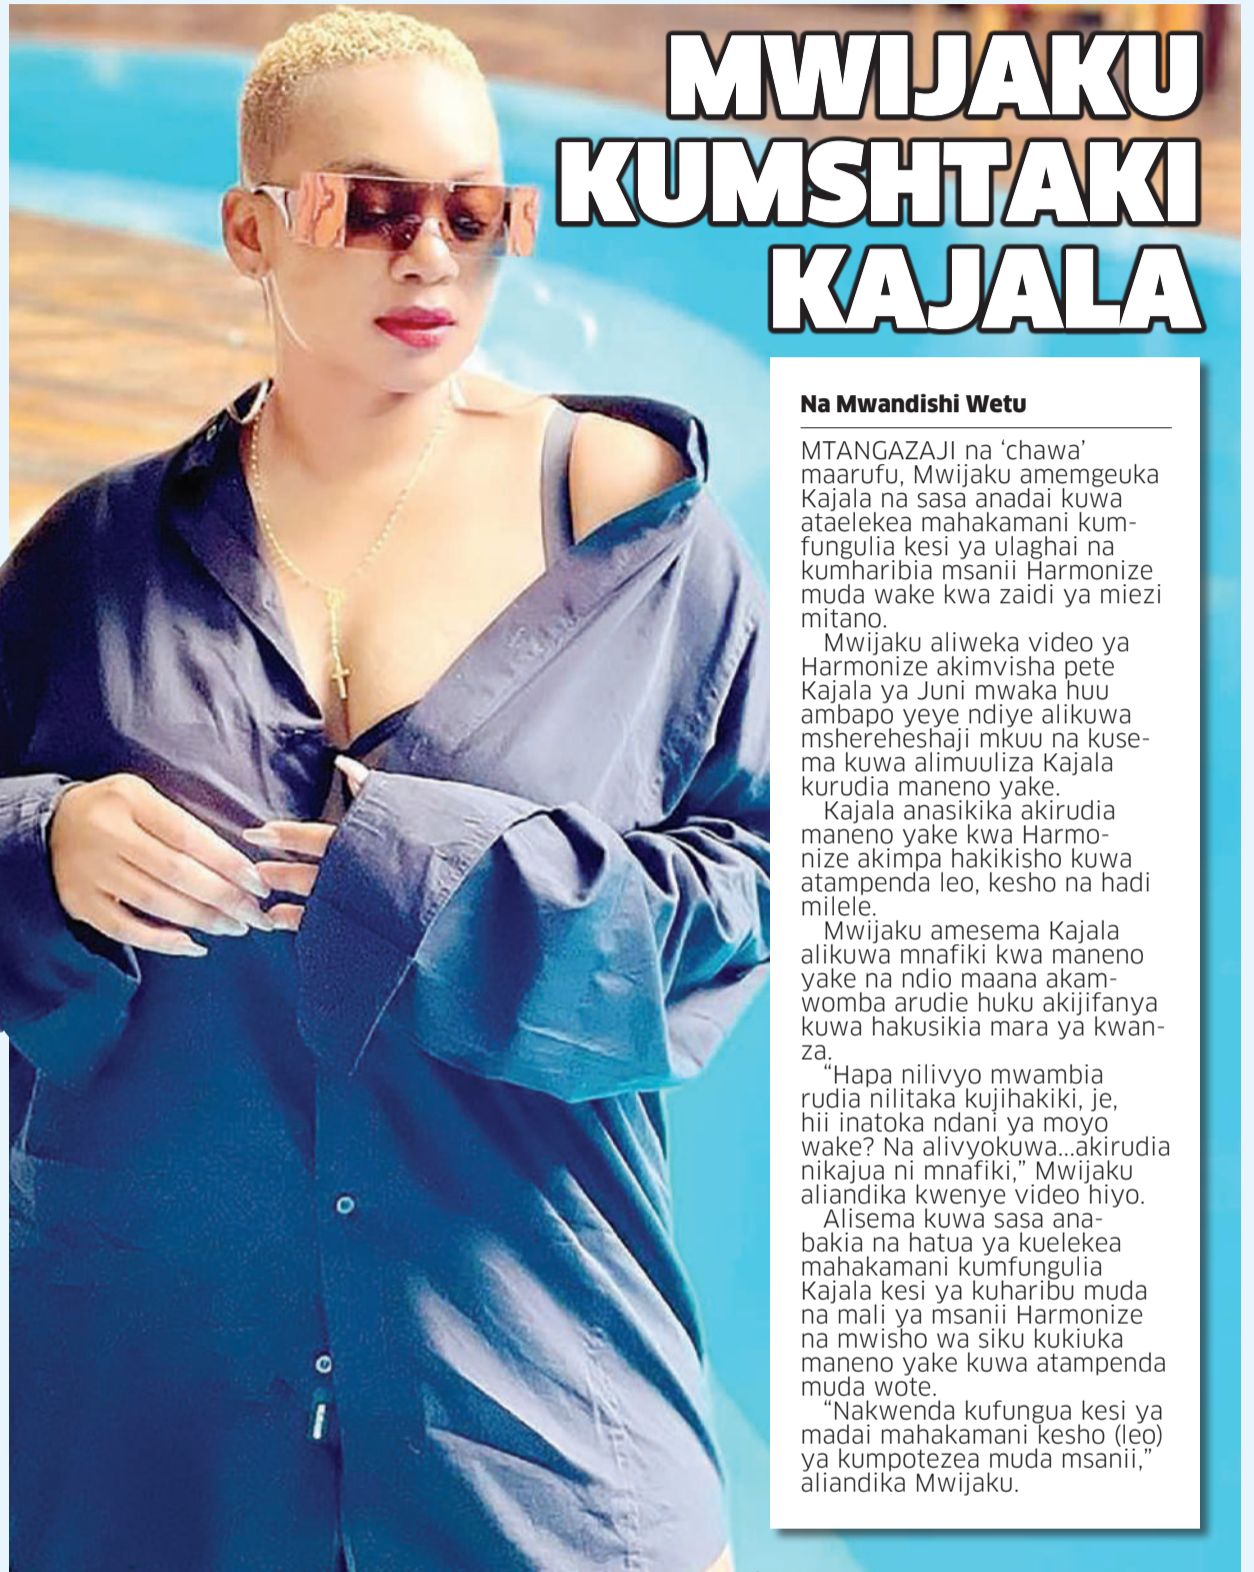 MWIJAKU
KUMSHTAKI
KAJALA
Na Mwandishi Wetu
MTANGAZAJI na ‘chawa’
maarufu, Mwijaku amemgeuka
Kajala na sasa anadai kuwa
ataelekea mahakamani kum-
fungulia kesi ya ulaghai na
kumharibia msanii Harmonize
muda wake kwa zaidi ya miezi
mitano.
Mwijaku aliweka video ya
Harmonize akimvisha pete
Kajala ya Juni mwaka huu
ambapo yeye ndiye alikuwa
mshereheshaji mkuu na kuse-
ma kuwa alimuuliza Kajala
kurudia maneno yake.
Kajala anasikika akirudia
maneno yake kwa Harmo-
nize akimpa hakikisho kuwa
atampenda leo, kesho na hadi
milele.
Mwijaku amesema Kajala
alikuwa mnafiki kwa maneno
yake na ndio maana akam-
womba arudie huku akijifanya
kuwa hakusikia mara ya kwan-
za.
“Hapa nilivyo mwambia
rudia nilitaka kujihakiki, je,
hii inatoka ndani ya moyo
wake? Na alivyokuwa...akirudia
nikajua ni mnafiki,” Mwijaku
aliandika kwenye video hiyo.
Alisema kuwa sasa ana-
bakia na hatua ya kuelekea
mahakamani kumfungulia
Kajala kesi ya kuharibu muda
na mali ya msanii Harmonize
na mwisho wa siku kukiuka
maneno yake kuwa atampenda
muda wote.
“Nakwenda kufungua kesi ya
madai mahakamani kesho (leo)
ya kumpotezea muda msanii,”
aliandika Mwijaku.